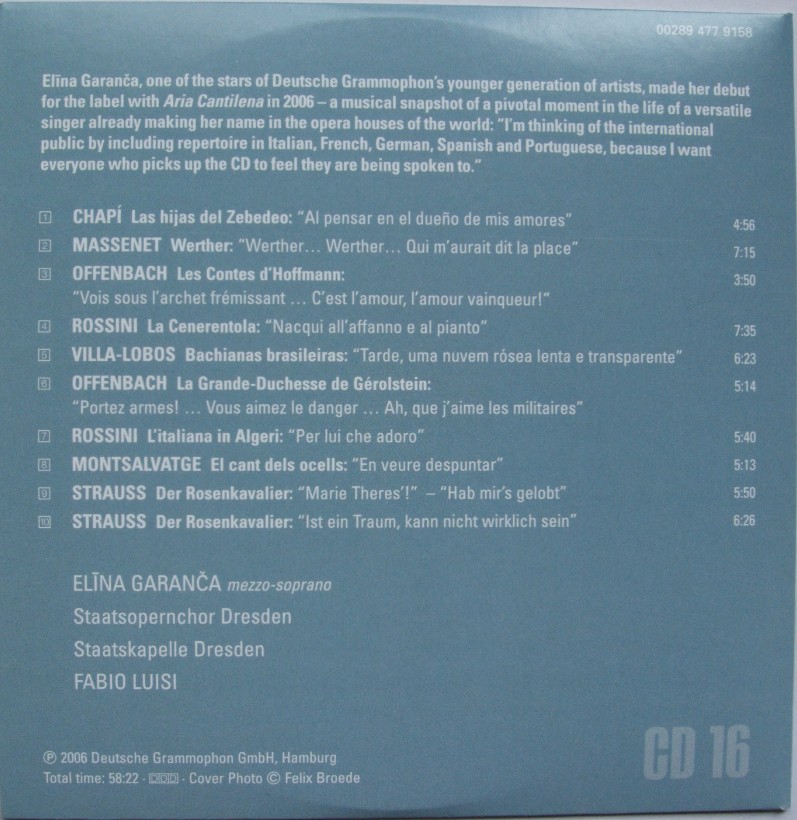 00289 477 9158
Elīna Garanča, one of the stars of Deutsche Grammophon's younger generation of artists, made her debut
for the label with Aria Cantilena in 2006 – a musical snapshot of a pivotal moment in the life of a versatile
singer already making her name in the opera houses of the world: "I'm thinking of the international
public by including repertoire in Italian, French, German, Spanish and Portuguese, because I want
everyone who picks up the CD to feel they are being spoken to."
1 CHAPÍ Las hijas del Zebedeo: "Al pensar en el dueño de mis amores" 4:56
2 MASSENET Werther: "Werther… Werther… Qui m'aurait dit la place" 7:15
3 OFFENBACH Les Contes d'Hoffmann: 3:50
"Vois sous l'archet frémissant … C'est l'amour, l'amour vainqueur!"
4 ROSSINI La Cenerentola: "Nacqui all'affanno e al pianto" 7:35
5 VILLA-LOBOS Bachianas brasileiras: "Tarde, uma nuvem rósea lenta e transparente" 6:23
6 OFFENBACH La Grande-Duchesse de Gérolstein: 5:14
"Portez armes! … Vous aimez le danger … Ah, que j'aime les militaires"
7 ROSSINI L'italiana in Algeri: "Per lui che adoro" 5:40
8 MONTSALVATGE El cant dels ocells: "En veure despuntar" 5:13
9 STRAUSS Der Rosenkavalier: "Marie Theres'!" – "Hab mir's gelobt" 5:50
10 STRAUSS Der Rosenkavalier: "Ist ein Traum, kann nicht wirklich sein" 6:26
ELĪNA GARANČA mezzo-soprano
Staatsopernchor Dresden
Staatskapelle Dresden
FABIO LUISI
℗ 2006 Deutsche Grammophon GmbH, Hamburg
Total time: 58:22 · DDD · Cover Photo © Felix Broede
CD 16